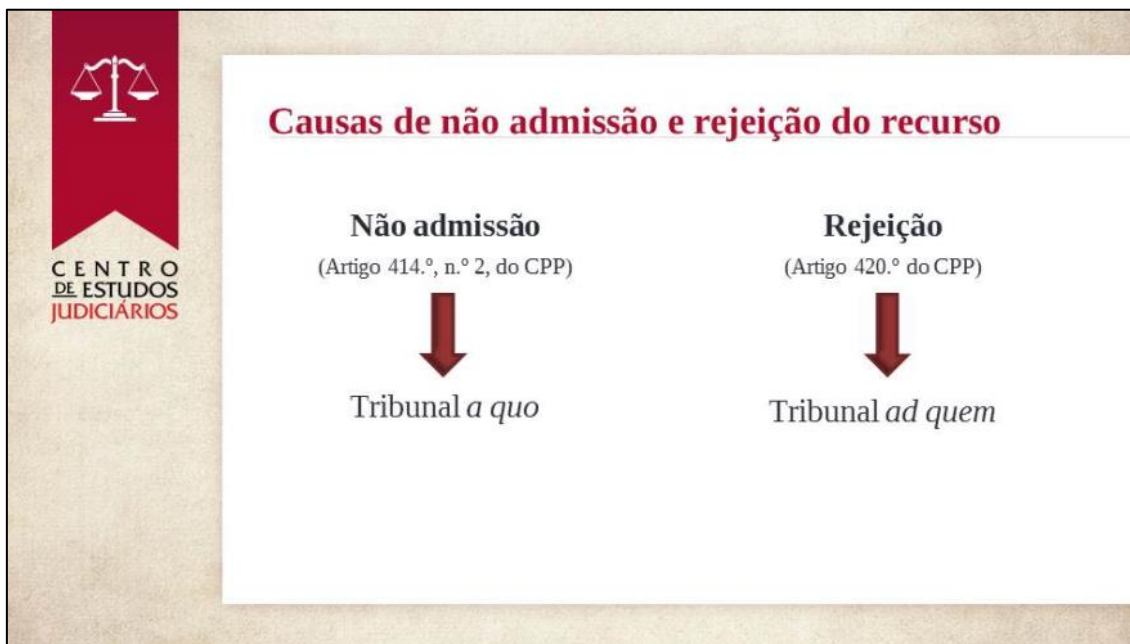 CENTRO
DE ESTUDOS
JUDICIÁRIOS
Causas de não admissão e rejeição do recurso
Não admissão
(Artigo 414.º, n.º 2, do CPP)
Tribunal a quo
Rejeição
(Artigo 420.º do CPP)
Tribunal ad quem